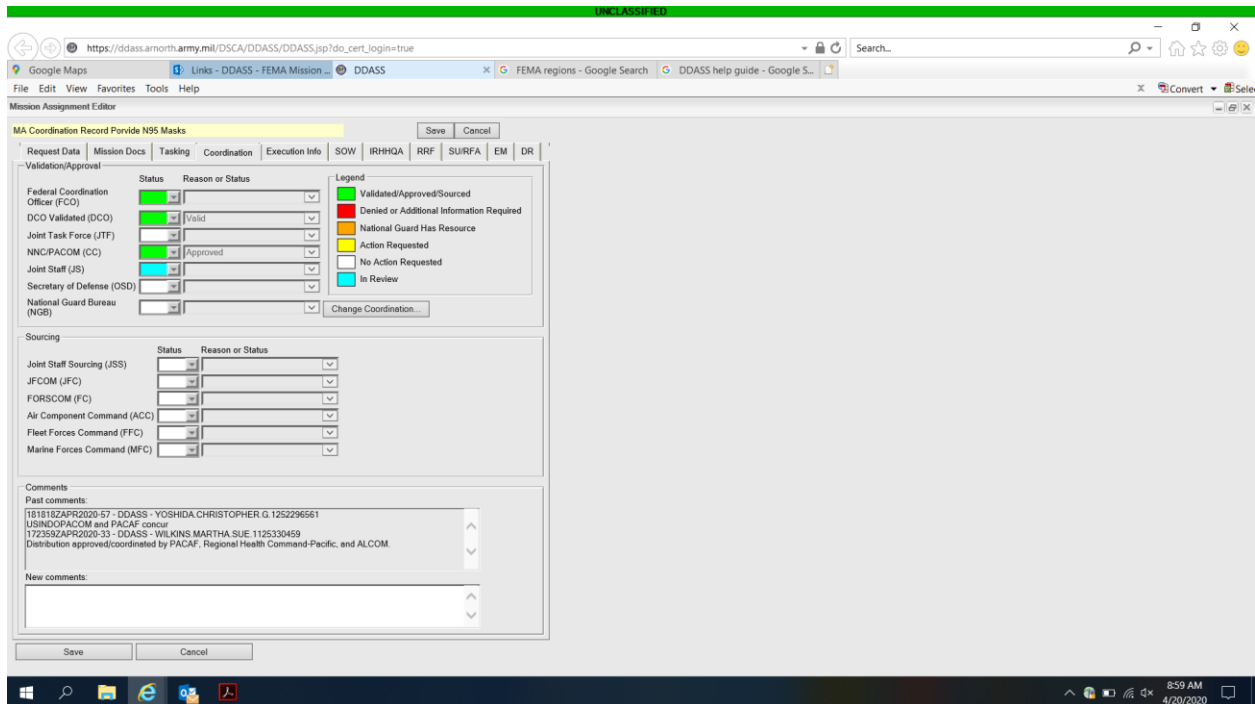 UNCLASSIFIED
https://ddass.arnorth.army.mil/DSCA/DDASS/DDASS.jsp?do_cert_login=true
Search...
Google Maps
Links - DDASS - FEMA Mission ...
DDASS
FEMA regions - Google Search
DDASS help guide - Google S...
File Edit View Favorites Tools Help
x Convert Sele
Mission Assignment Editor
MA Coordination Record Porvide N95 Masks
Save Cancel
Request Data Mission Docs Tasking Coordination Execution Info SOW IRHHQA RRF SU/RFA EM DR
Validation/Approval
Status Reason or Status
Federal Coordination
Officer (FCO)
DCO Validated (DCO) Valid
Joint Task Force (JTF)
NNC/PACOM (CC) Approved
Joint Staff (JS)
Secretary of Defense (OSD)
National Guard Bureau
(NGB)
Legend
Validated/Approved/Sourced
Denied or Additional Information Required
National Guard Has Resource
Action Requested
No Action Requested
In Review
Change Coordination...
Sourcing
Status Reason or Status
Joint Staff Sourcing (JSS)
JFCOM (JFC)
FORSCOM (FC)
Air Component Command (ACC)
Fleet Forces Command (FFC)
Marine Forces Command (MFC)
Comments
Past comments:
181818ZAPR2020-57 - DDASS - YOSHIDA.CHRISTOPHER.G.1252296561
USINDOPACOM and PACAF concur
172359ZAPR2020-33 - DDASS - WILKINS.MARTHA.SUE.1125330459
Distribution approved/coordinated by PACAF, Regional Health Command-Pacific, and ALCOM.
New comments:
Save Cancel
8:59 AM
4/20/2020